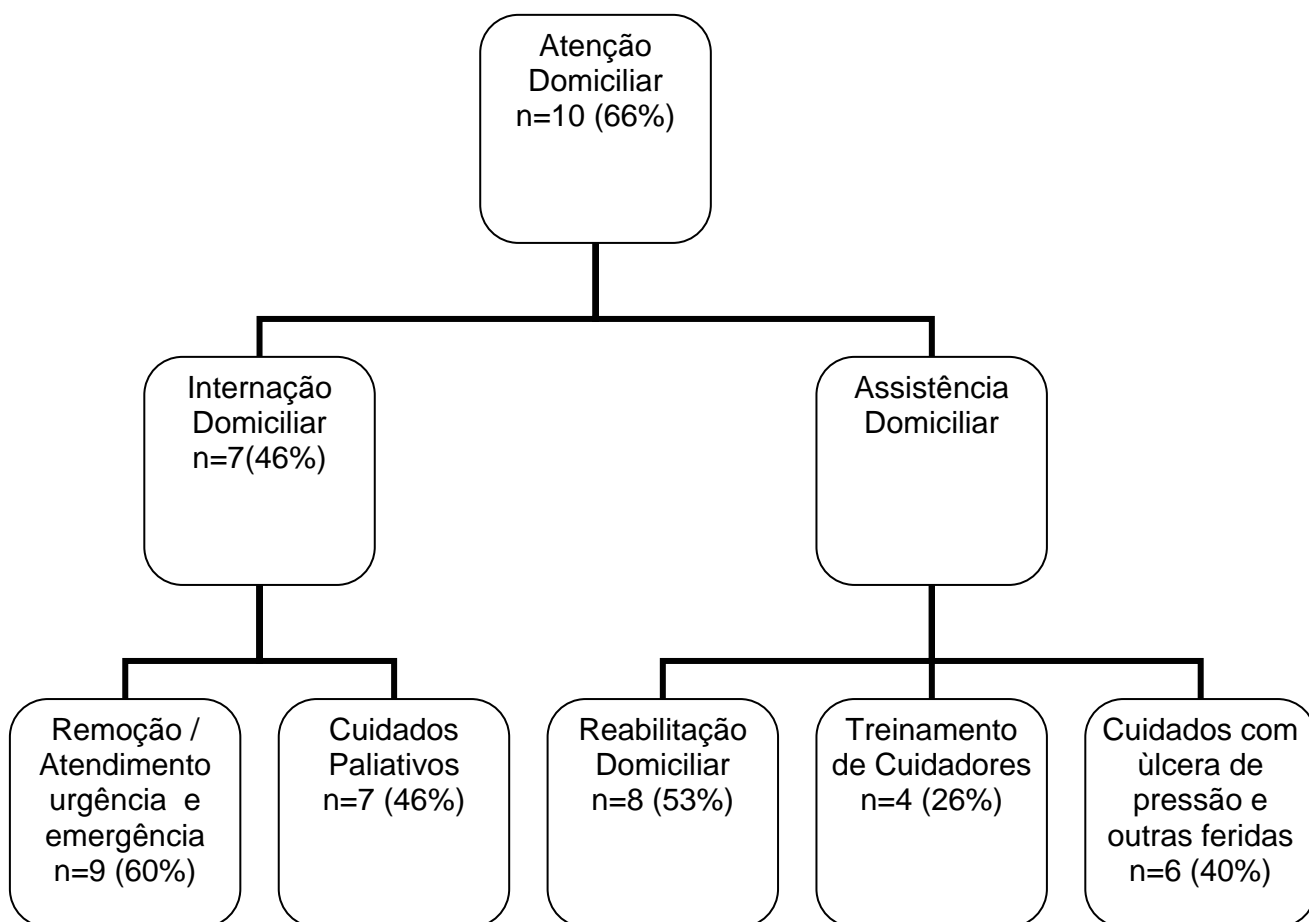 Atenção
Domiciliar
n=10 (66%)
Internação
Domiciliar
n=7(46%)
Assistência
Domiciliar
Remoção /
Atendimento
urgência e
emergência
n=9 (60%)
Cuidados
Paliativos
n=7 (46%)
Reabilitação
Domiciliar
n=8 (53%)
Treinamento
de Cuidadores
n=4 (26%)
Cuidados com
ùlcera de
pressão e
outras feridas
n=6 (40%)